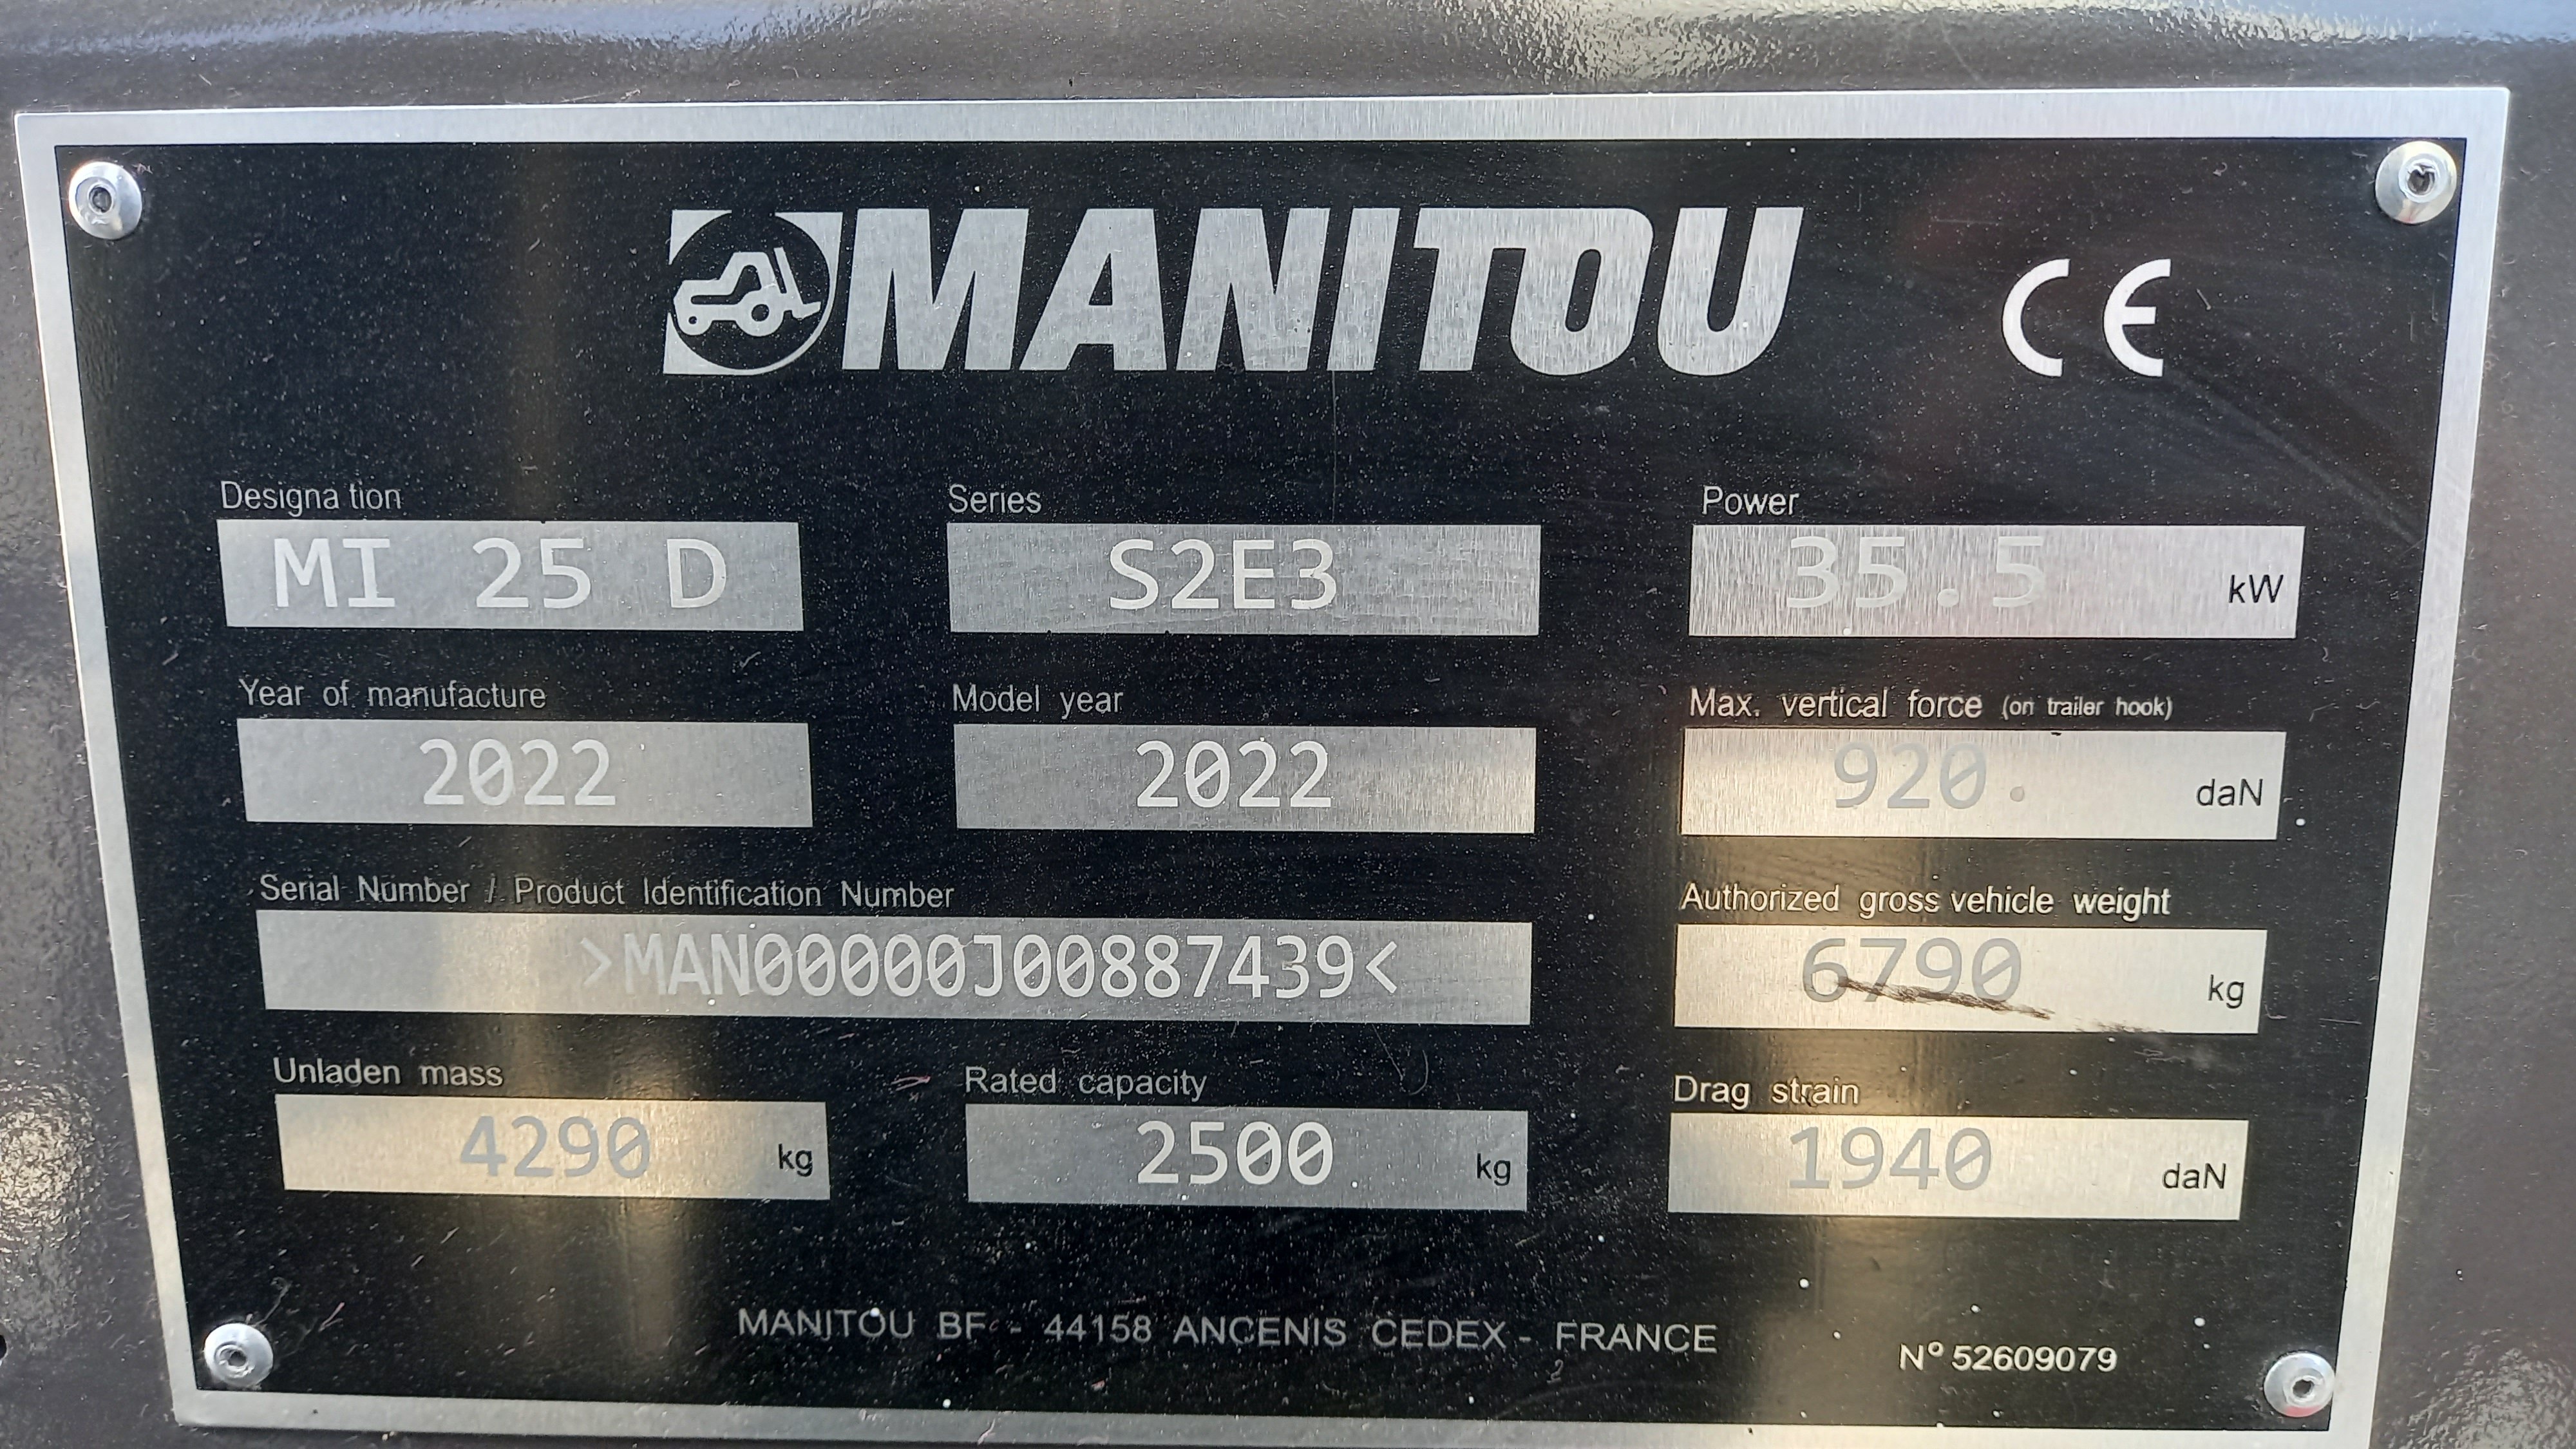 MANITOU CE
Designation Series Power
MI 25 D S2E3 35.5 kW
Year of manufacture Model year Max. vertical force (on trailer hook)
2022 2022 920. daN
Serial Number / Product Identification Number Authorized gross vehicle weight
>MAN00000J00887439< 6790 kg
Unladen mass Rated capacity Drag strain
4290 kg 2500 kg 1940 daN
MANITOU BF - 44158 ANCENIS CEDEX - FRANCE
Nº 52609079